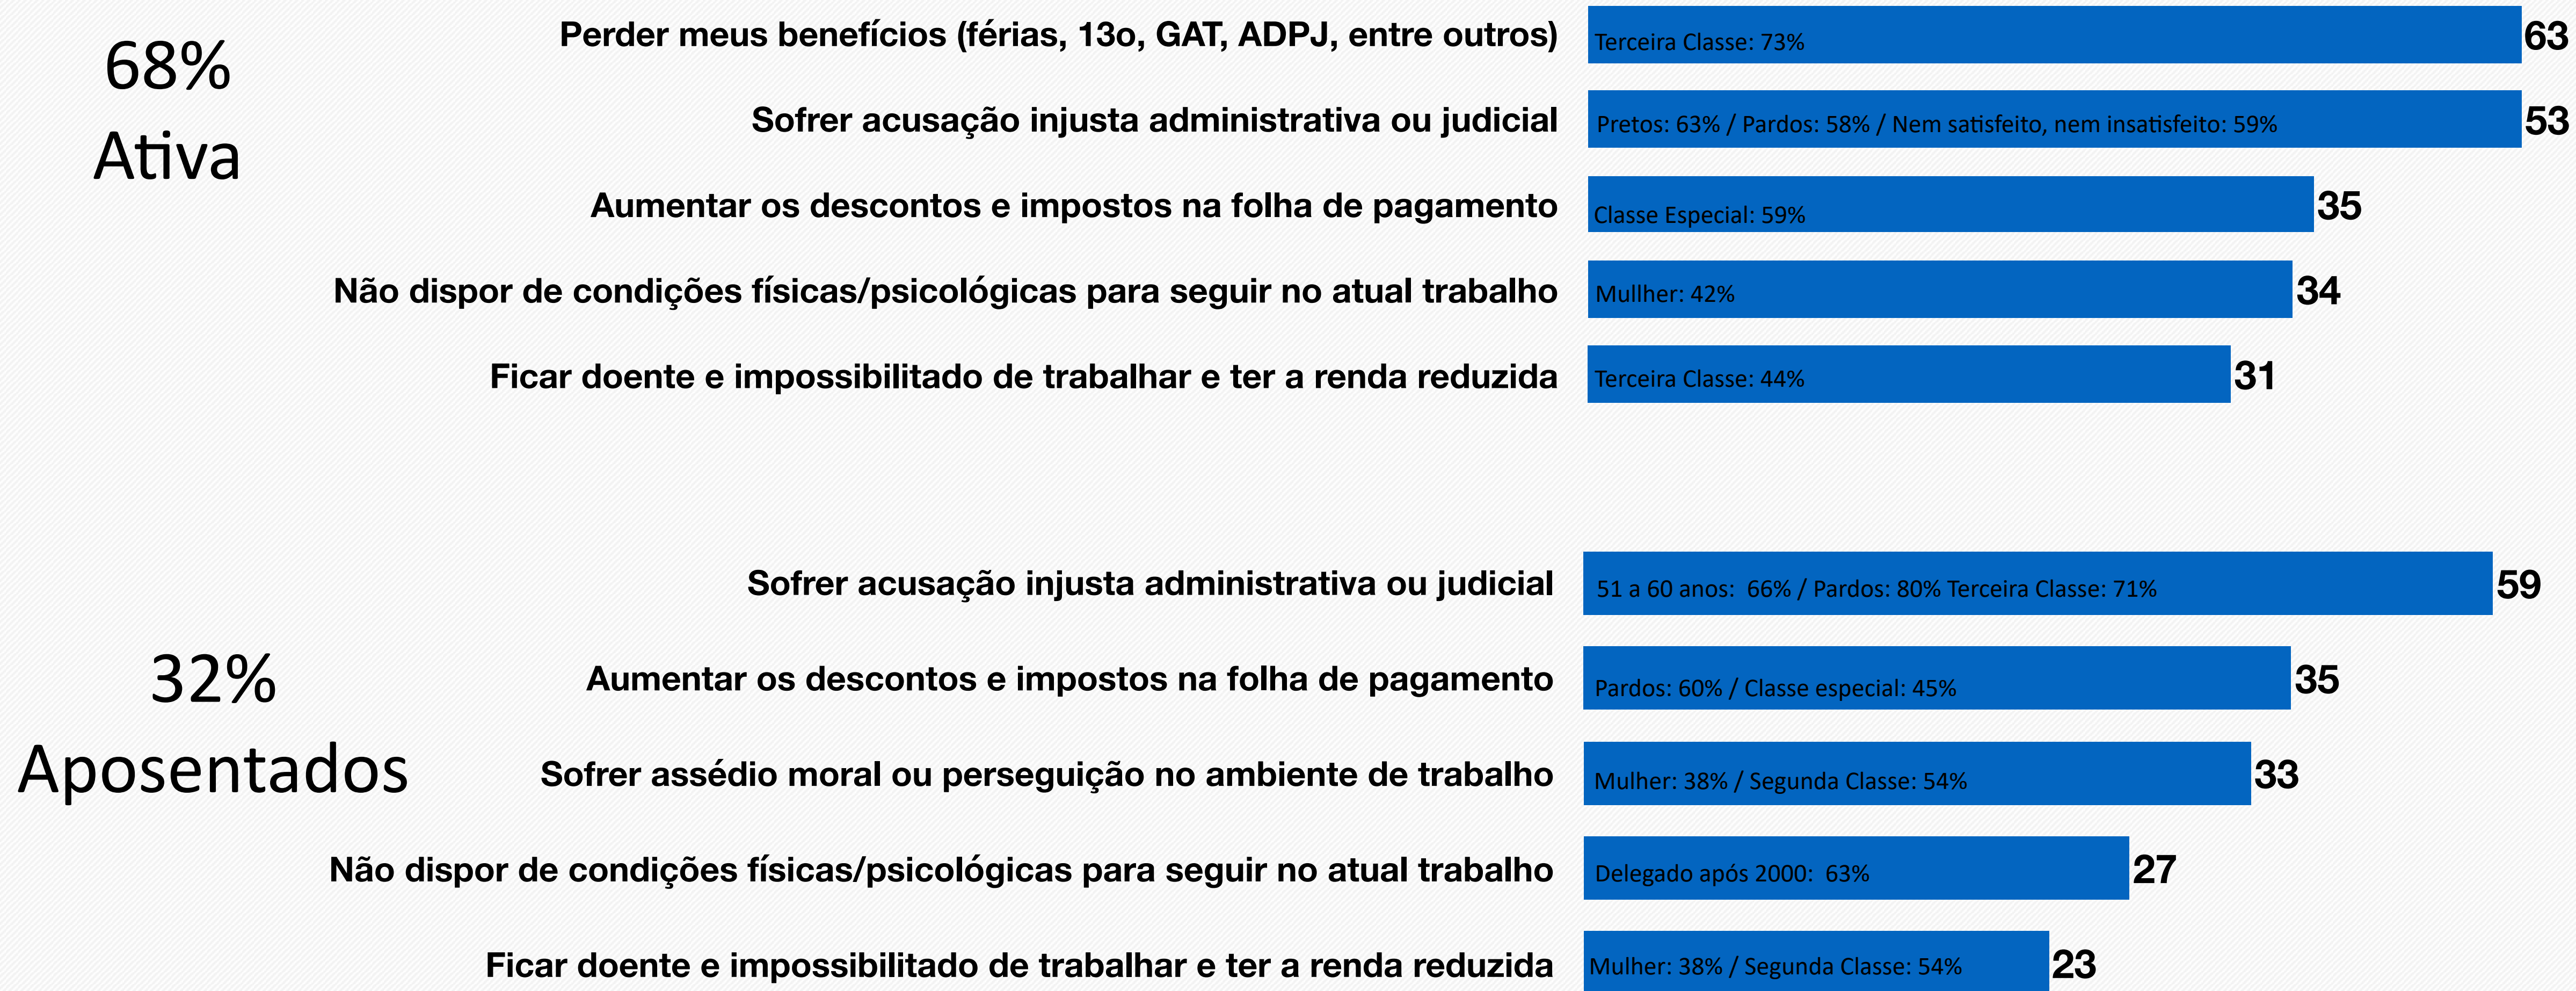 68%
Ativa
Perder meus benefícios (férias, 13o, GAT, ADPJ, entre outros)
Terceira Classe: 73%
63
Sofrer acusação injusta administrativa ou judicial
Pretos: 63% / Pardos: 58% / Nem satisfeito, nem insatisfeito: 59%
53
Aumentar os descontos e impostos na folha de pagamento
Classe Especial: 59%
35
Não dispor de condições físicas/psicológicas para seguir no atual trabalho
Mullher: 42%
34
Ficar doente e impossibilitado de trabalhar e ter a renda reduzida
Terceira Classe: 44%
31
32%
Aposentados
Sofrer acusação injusta administrativa ou judicial
51 a 60 anos:  66% / Pardos: 80% Terceira Classe: 71%
59
Aumentar os descontos e impostos na folha de pagamento
Pardos: 60% / Classe especial: 45%
35
Sofrer assédio moral ou perseguição no ambiente de trabalho
Mulher: 38% / Segunda Classe: 54%
33
Não dispor de condições físicas/psicológicas para seguir no atual trabalho
Delegado após 2000:  63%
27
Ficar doente e impossibilitado de trabalhar e ter a renda reduzida
Mulher: 38% / Segunda Classe: 54%
23